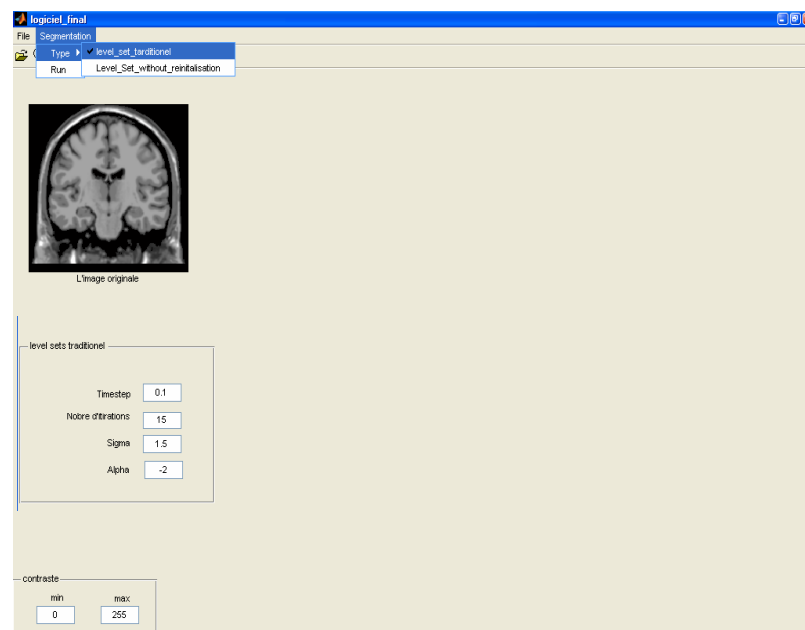 logiciel_final
File Segmentation
Type level_set_tarditionel
Run Level_Set_without_reinitalisation
L'image originale
level sets traditionel
Timestep 0.1
Nobre d'itirations 15
Sigma 1.5
Alpha -2
contraste
min max
0 255